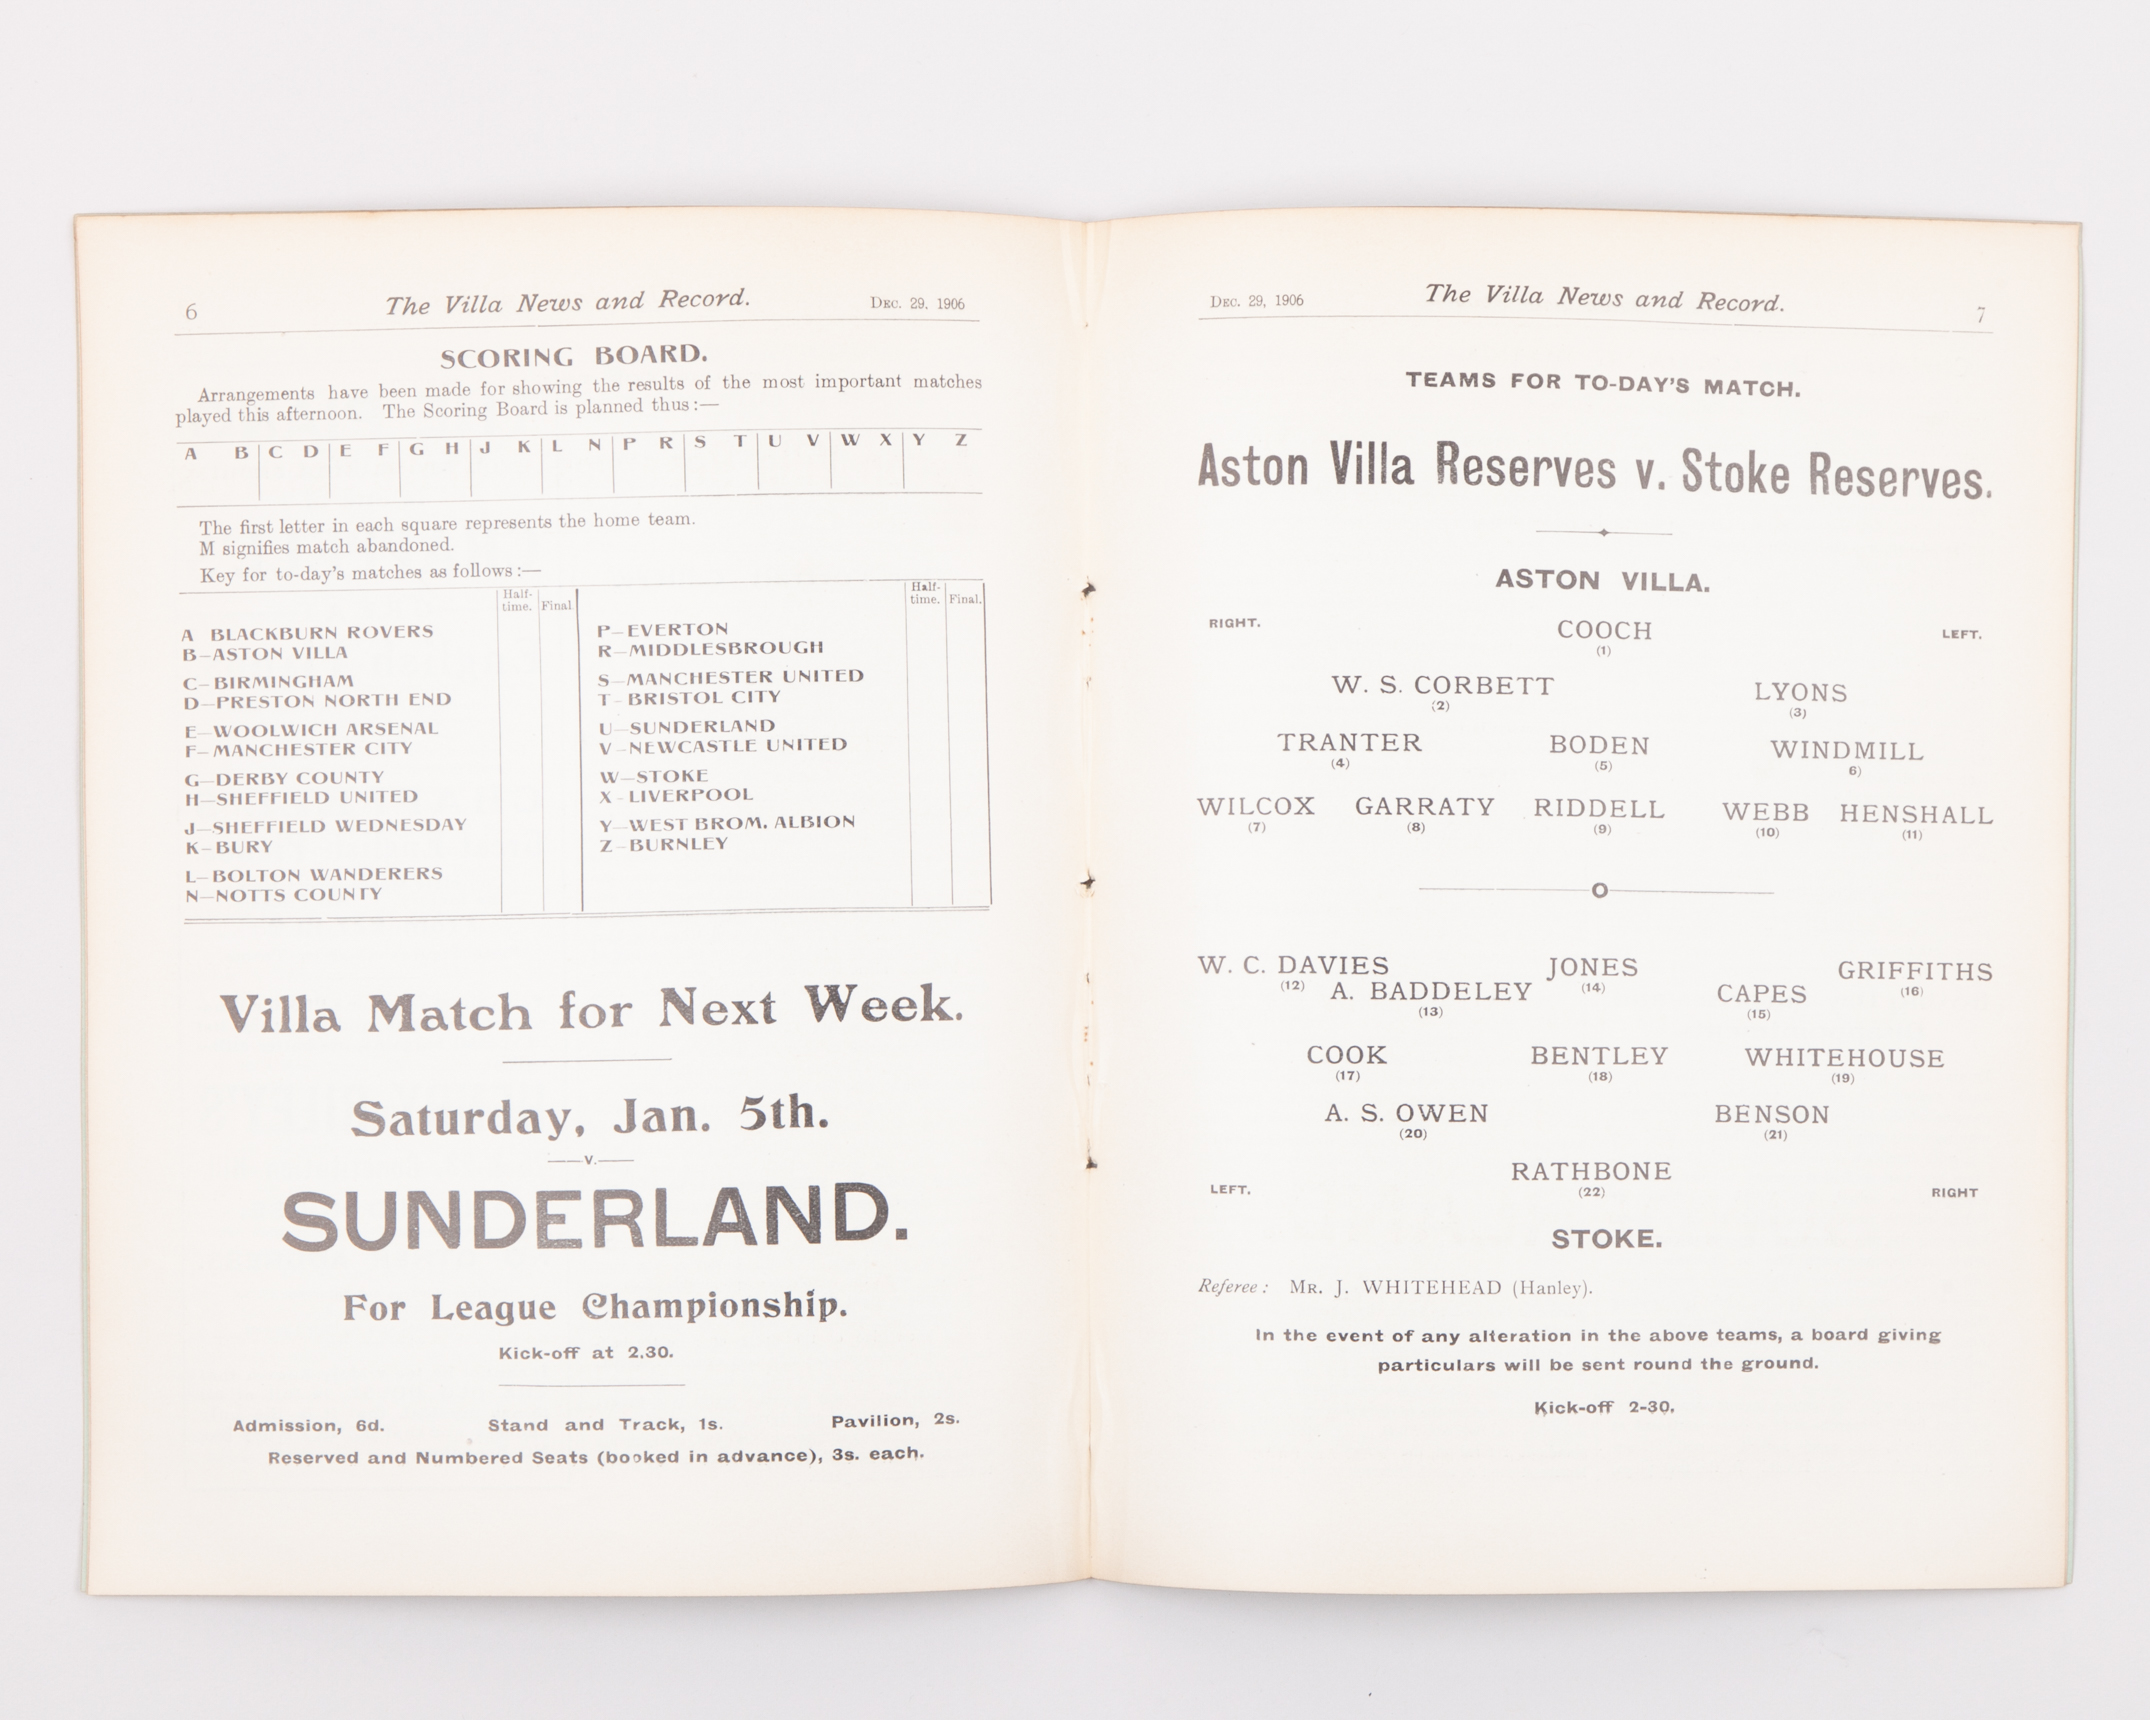 6 The Villa News and Record. DEC. 29. 1906
SCORING BOARD.
Arrangements have been made for showing the results of the most important matches
played this afternoon. The Scoring Board is planned thus:—
A B C D E F G H J K L N P R S T U V W X Y Z
The first letter in each square represents the home team.
M signifies match abandoned.
Key for to-day's matches as follows:—
Half-time. Final.
A BLACKBURN ROVERS
B—ASTON VILLA
C—BIRMINGHAM
D—PRESTON NORTH END
E—WOOLWICH ARSENAL
F—MANCHESTER CITY
G—DERBY COUNTY
H—SHEFFIELD UNITED
J—SHEFFIELD WEDNESDAY
K—BURY
L—BOLTON WANDERERS
N—NOTTS COUNTY
Half-time. Final.
P—EVERTON
R—MIDDLESBROUGH
S—MANCHESTER UNITED
T—BRISTOL CITY
U—SUNDERLAND
V—NEWCASTLE UNITED
W—STOKE
X—LIVERPOOL
Y—WEST BROM. ALBION
Z—BURNLEY
Villa Match for Next Week.
Saturday, Jan. 5th.
—v.—
SUNDERLAND.
For League Championship.
Kick-off at 2.30.
Admission, 6d. Stand and Track, 1s. Pavilion, 2s.
Reserved and Numbered Seats (booked in advance), 3s. each.
DEC. 29, 1906 The Villa News and Record. 7
TEAMS FOR TO-DAY'S MATCH.
Aston Villa Reserves v. Stoke Reserves.
ASTON VILLA.
RIGHT. COOCH LEFT.
(1)
W. S. CORBETT LYONS
(2) (3)
TRANTER BODEN WINDMILL
(4) (5) 6)
WILCOX GARRATY RIDDELL WEBB HENSHALL
(7) (8) (9) (10) (11)
W. C. DAVIES JONES GRIFFITHS
(12) (14) (16)
A. BADDELEY CAPES
(13) (15)
COOK BENTLEY WHITEHOUSE
(17) (18) (19)
A. S. OWEN BENSON
(20) (21)
RATHBONE
(22)
LEFT. RIGHT
STOKE.
Referee: MR. J. WHITEHEAD (Hanley).
In the event of any alteration in the above teams, a board giving
particulars will be sent round the ground.
Kick-off 2-30.